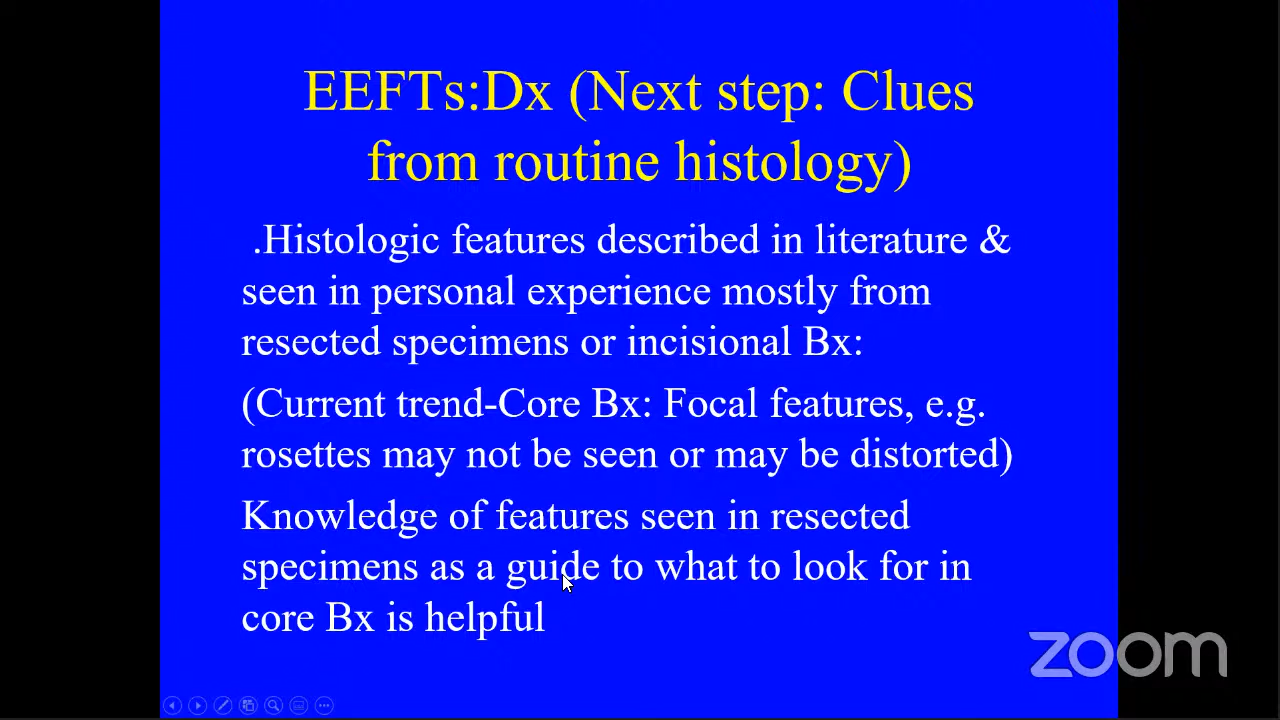 EEFTs:Dx (Next step: Clues
from routine histology)
.Histologic features described in literature &
seen in personal experience mostly from
resected specimens or incisional Bx:
(Current trend-Core Bx: Focal features, e.g.
rosettes may not be seen or may be distorted)
Knowledge of features seen in resected
specimens as a guide to what to look for in
core Bx is helpful
zoom